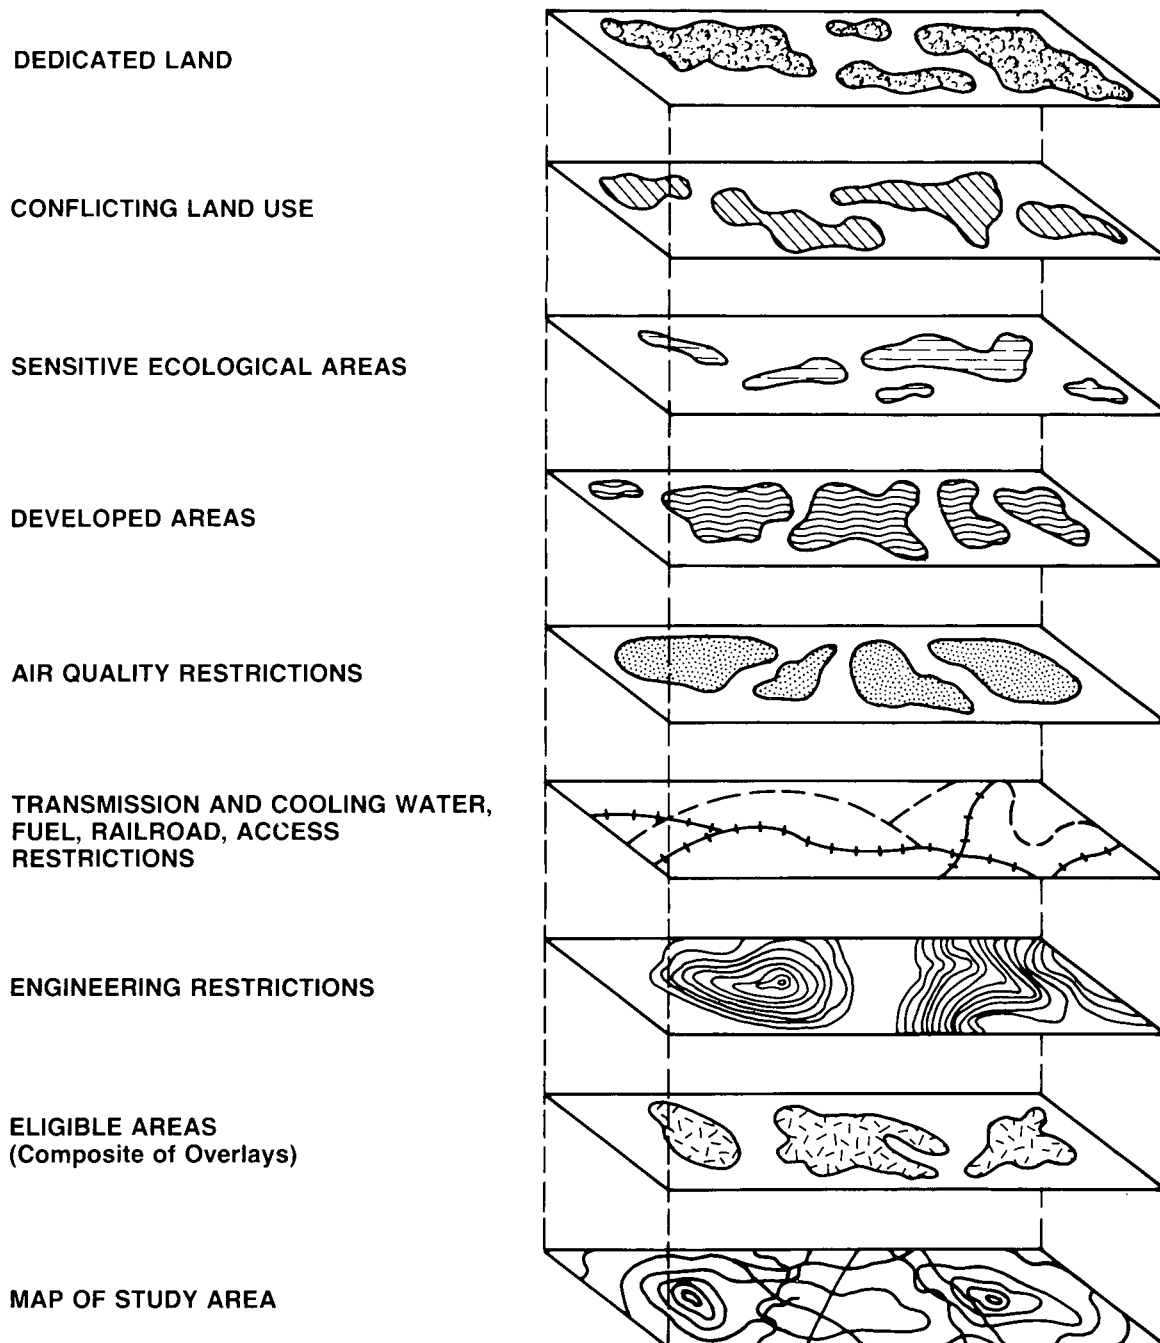 DEDICATED LAND
CONFLICTING LAND USE
SENSITIVE ECOLOGICAL AREAS
DEVELOPED AREAS
AIR QUALITY RESTRICTIONS
TRANSMISSION AND COOLING WATER,
FUEL, RAILROAD, ACCESS
RESTRICTIONS
ENGINEERING RESTRICTIONS
ELIGIBLE AREAS
(Composite of Overlays)
MAP OF STUDY AREA